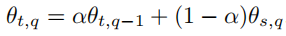 θ_{t,q} = αθ_{t,q−1} + (1 − α)θ_{s,q}